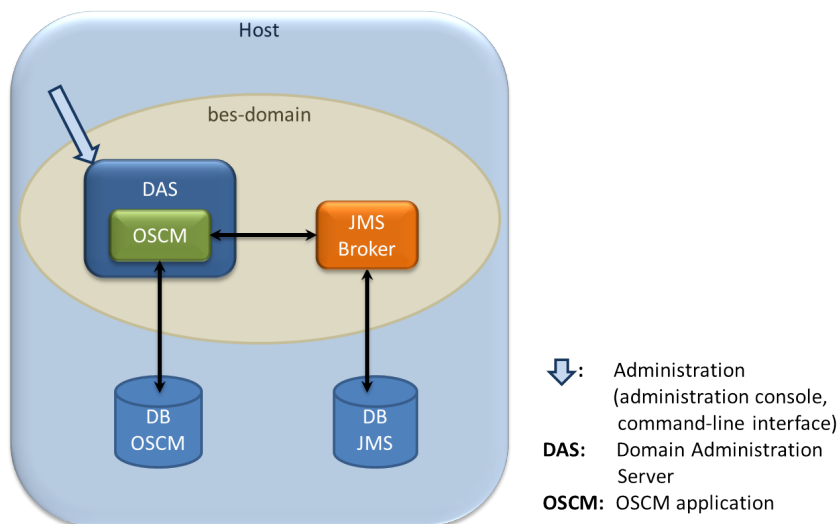 Host
bes-domain
DAS
OSCM
JMS
Broker
DB
OSCM
DB
JMS
: Administration
(administration console,
command-line interface)
DAS: Domain Administration
Server
OSCM: OSCM application